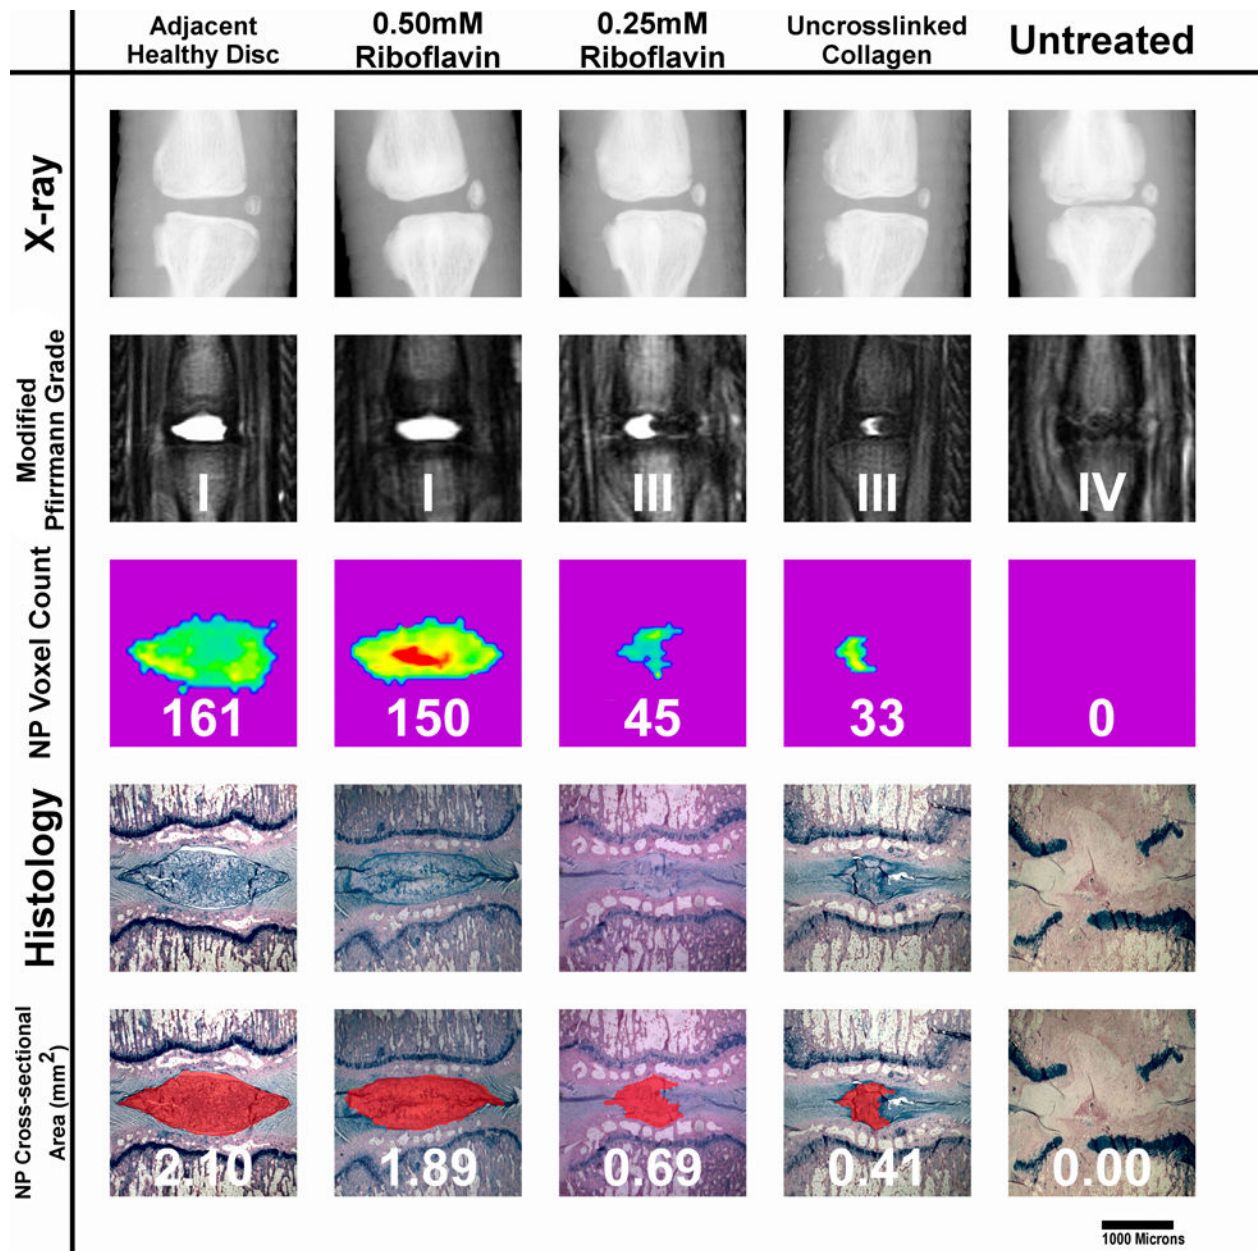 Adjacent
Healthy Disc
0.50mM
Riboflavin
0.25mM
Riboflavin
Uncrosslinked
Collagen
Untreated
X-ray
Modified
Pfirrmann Grade
I
I
III
III
IV
NP Voxel Count
161
150
45
33
0
Histology
NP Cross-sectional
Area (mm²)
2.10
1.89
0.69
0.41
0.00
1000 Microns